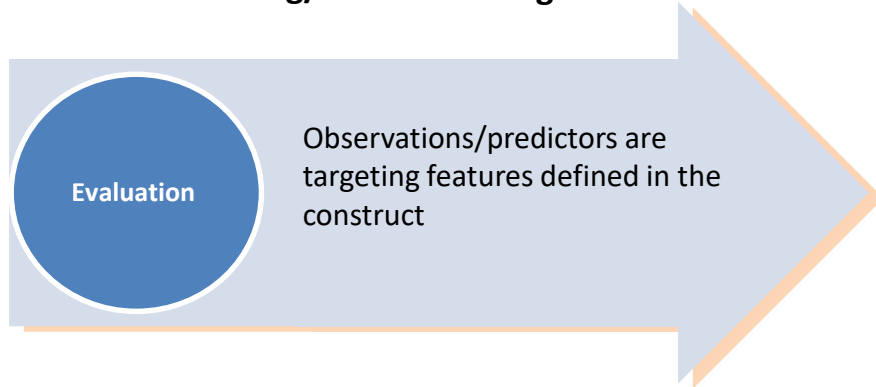 Observations/predictors are
targeting features defined in the
construct
Evaluation